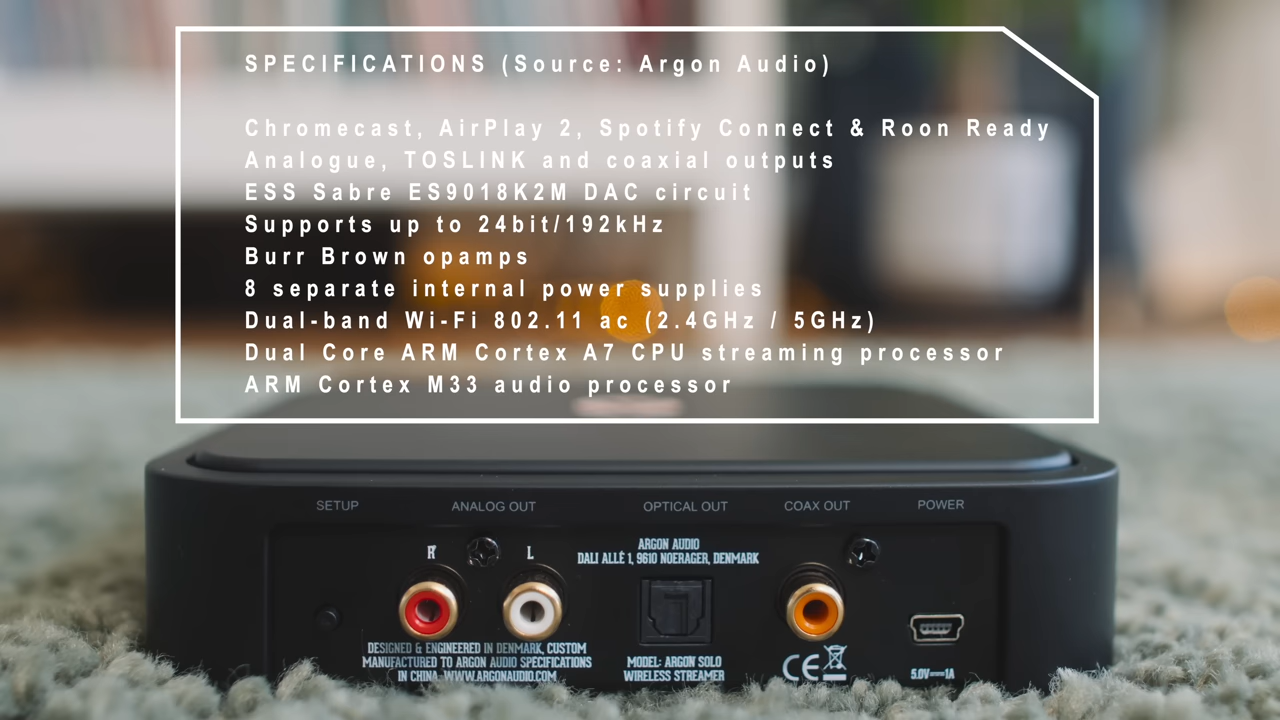 SPECIFICATIONS (Source: Argon Audio)
Chromecast, AirPlay 2, Spotify Connect & Roon Ready
Analogue, TOSLINK and coaxial outputs
ESS Sabre ES9018K2M DAC circuit
Supports up to 24bit/192kHz
Burr Brown opamps
8 separate internal power supplies
Dual-band Wi-Fi 802.11 ac (2.4GHz / 5GHz)
Dual Core ARM Cortex A7 CPU streaming processor
ARM Cortex M33 audio processor
SETUP
ANALOG OUT
OPTICAL OUT
COAX OUT
POWER
R
L
ARGON AUDIO
DALI ALLÉ 1, 9610 NOERAGER, DENMARK
DESIGNED & ENGINEERED IN DENMARK, CUSTOM
MANUFACTURED TO ARGON AUDIO SPECIFICATIONS
IN CHINA. WWW.ARGONAUDIO.COM
MODEL: ARGON SOLO
WIRELESS STREAMER
CE
5.0V⎓1A